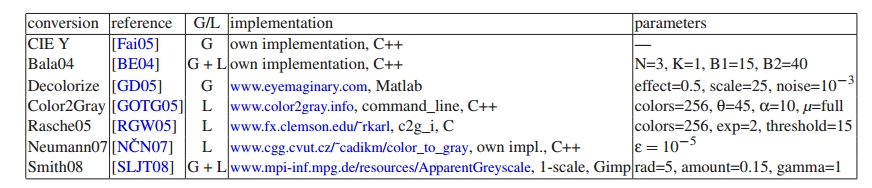 conversion reference G/L implementation parameters
CIE Y [Fai05] G own implementation, C++ —
Bala04 [BE04] G + L own implementation, C++ N=3, K=1, B1=15, B2=40
Decolorize [GD05] G www.eyemaginary.com, Matlab effect=0.5, scale=25, noise=10⁻³
Color2Gray [GOTG05] L www.color2gray.info, command_line, C++ colors=256, θ=45, α=10, μ=full
Rasche05 [RGW05] L www.fx.clemson.edu/~rkarl, c2g_i, C colors=256, exp=2, threshold=15
Neumann07 [NČN07] L www.cgg.cvut.cz/~cadikm/color_to_gray, own impl., C++ ε = 10⁻⁵
Smith08 [SLJT08] G + L www.mpi-inf.mpg.de/resources/ApparentGreyscale, 1-scale, Gimp rad=5, amount=0.15, gamma=1